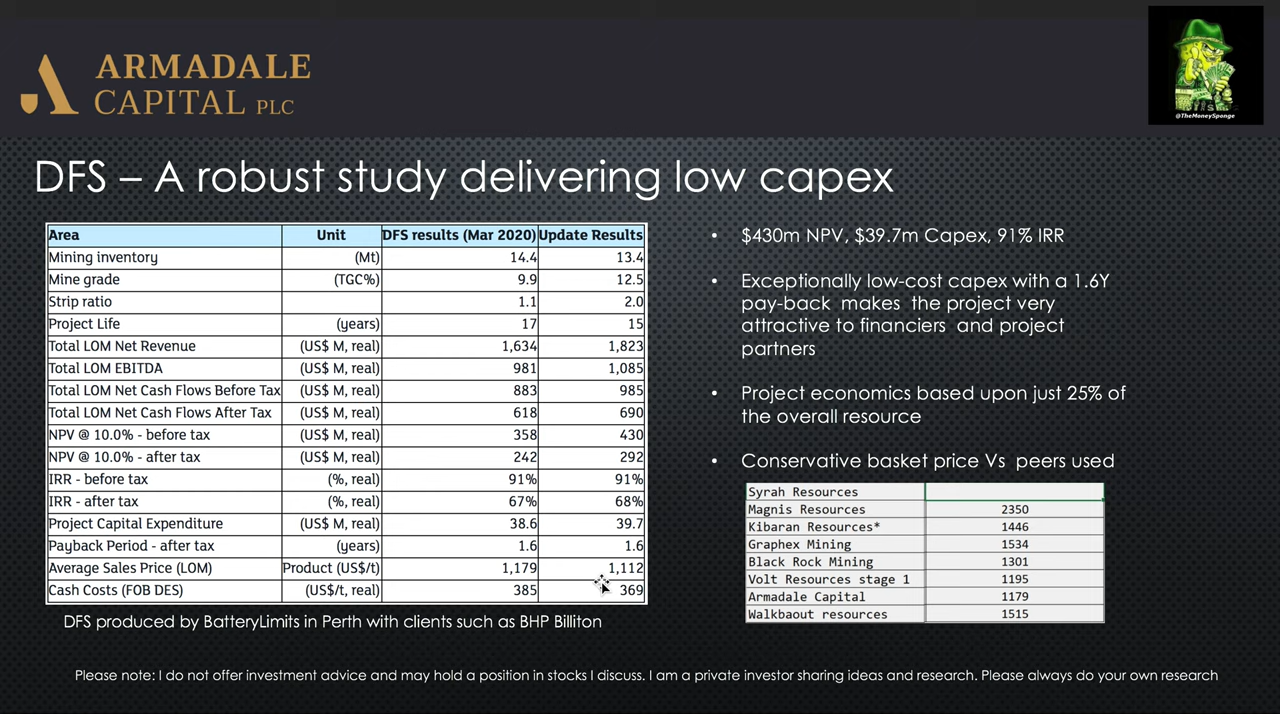 ARMADALE
CAPITAL PLC
@TheMoneySponge
DFS – A robust study delivering low capex
Area Unit DFS results (Mar 2020) Update Results
Mining inventory (Mt) 14.4 13.4
Mine grade (TGC%) 9.9 12.5
Strip ratio 1.1 2.0
Project Life (years) 17 15
Total LOM Net Revenue (US$ M, real) 1,634 1,823
Total LOM EBITDA (US$ M, real) 981 1,085
Total LOM Net Cash Flows Before Tax (US$ M, real) 883 985
Total LOM Net Cash Flows After Tax (US$ M, real) 618 690
NPV @ 10.0% - before tax (US$ M, real) 358 430
NPV @ 10.0% - after tax (US$ M, real) 242 292
IRR - before tax (%, real) 91% 91%
IRR - after tax (%, real) 67% 68%
Project Capital Expenditure (US$ M, real) 38.6 39.7
Payback Period - after tax (years) 1.6 1.6
Average Sales Price (LOM) Product (US$/t) 1,179 1,112
Cash Costs (FOB DES) (US$/t, real) 385 369
DFS produced by BatteryLimits in Perth with clients such as BHP Billiton
• $430m NPV, $39.7m Capex, 91% IRR
• Exceptionally low-cost capex with a 1.6Y
pay-back makes the project very
attractive to financiers and project
partners
• Project economics based upon just 25% of
the overall resource
• Conservative basket price Vs peers used
Syrah Resources
Magnis Resources 2350
Kibaran Resources* 1446
Graphex Mining 1534
Black Rock Mining 1301
Volt Resources stage 1 1195
Armadale Capital 1179
Walkbaout resources 1515
Please note: I do not offer investment advice and may hold a position in stocks I discuss. I am a private investor sharing ideas and research. Please always do your own research